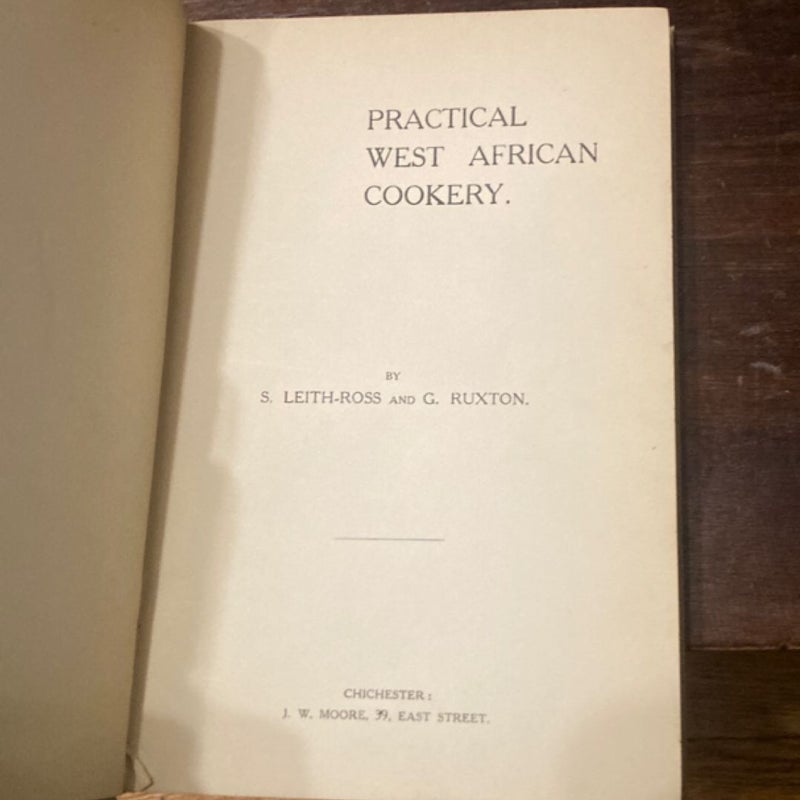 PRACTICAL
WEST AFRICAN
COOKERY.
BY
S. LEITH-ROSS AND G. RUXTON.
CHICHESTER:
J. W. MOORE, 39, EAST STREET.